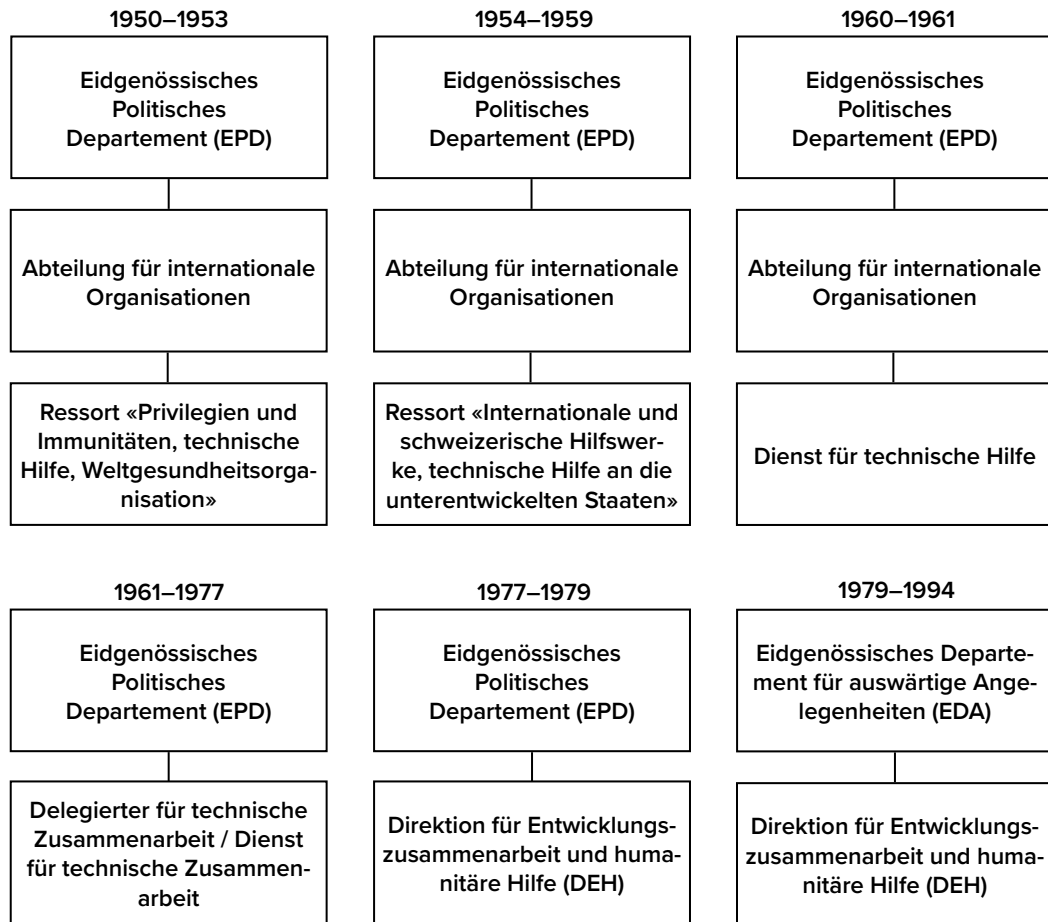 1950–1953
Eidgenössisches
Politisches
Departement (EPD)
Abteilung für internationale
Organisationen
Ressort «Privilegien und
Immunitäten, technische
Hilfe, Weltgesundheitsorga-
nisation»
1954–1959
Eidgenössisches
Politisches
Departement (EPD)
Abteilung für internationale
Organisationen
Ressort «Internationale und
schweizerische Hilfswer-
ke, technische Hilfe an die
unterentwickelten Staaten»
1960–1961
Eidgenössisches
Politisches
Departement (EPD)
Abteilung für internationale
Organisationen
Dienst für technische Hilfe
1961–1977
Eidgenössisches
Politisches
Departement (EPD)
Delegierter für technische
Zusammenarbeit / Dienst
für technische Zusammen-
arbeit
1977–1979
Eidgenössisches
Politisches
Departement (EPD)
Direktion für Entwicklungs-
zusammenarbeit und huma-
nitäre Hilfe (DEH)
1979–1994
Eidgenössisches Departe-
ment für auswärtige Ange-
legenheiten (EDA)
Direktion für Entwicklungs-
zusammenarbeit und huma-
nitäre Hilfe (DEH)